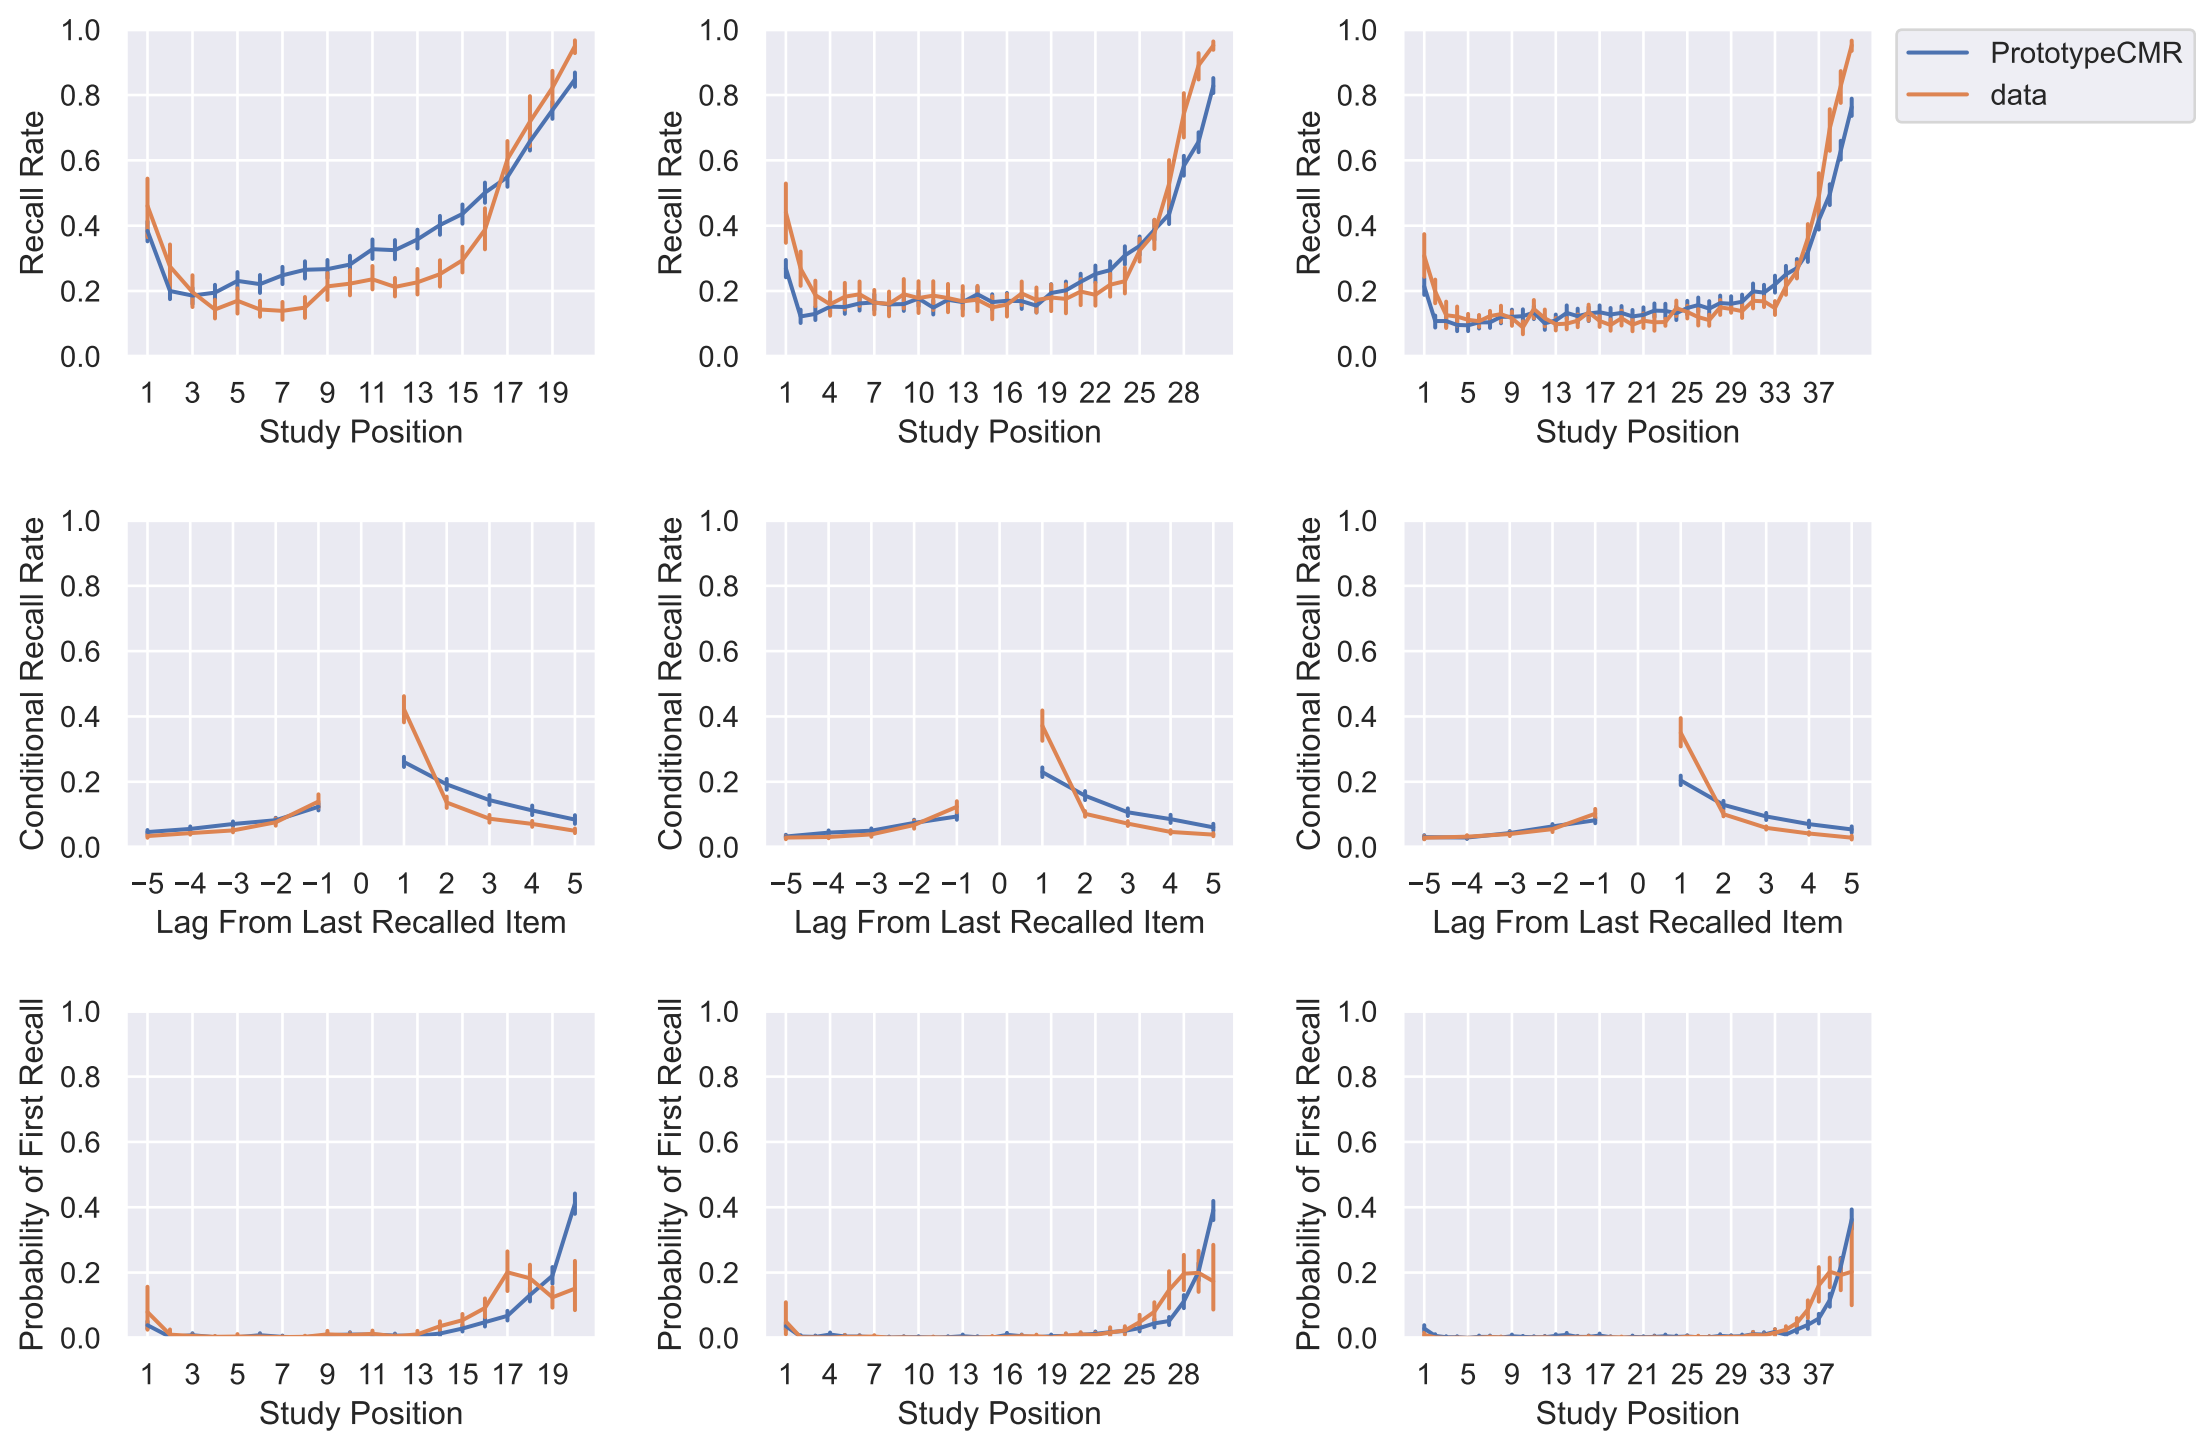 1.0
0.8
0.6
0.4
0.2
0.0
Recall Rate
1 3 5 7 9 11 13 15 17 19
Study Position
1.0
0.8
0.6
0.4
0.2
0.0
Recall Rate
1 4 7 10 13 16 19 22 25 28
Study Position
1.0
0.8
0.6
0.4
0.2
0.0
Recall Rate
1 5 9 13 17 21 25 29 33 37
Study Position
PrototypeCMR
data
1.0
0.8
0.6
0.4
0.2
0.0
Conditional Recall Rate
−5 −4 −3 −2 −1 0 1 2 3 4 5
Lag From Last Recalled Item
1.0
0.8
0.6
0.4
0.2
0.0
Conditional Recall Rate
−5 −4 −3 −2 −1 0 1 2 3 4 5
Lag From Last Recalled Item
1.0
0.8
0.6
0.4
0.2
0.0
Conditional Recall Rate
−5 −4 −3 −2 −1 0 1 2 3 4 5
Lag From Last Recalled Item
1.0
0.8
0.6
0.4
0.2
0.0
Probability of First Recall
1 3 5 7 9 11 13 15 17 19
Study Position
1.0
0.8
0.6
0.4
0.2
0.0
Probability of First Recall
1 4 7 10 13 16 19 22 25 28
Study Position
1.0
0.8
0.6
0.4
0.2
0.0
Probability of First Recall
1 5 9 13 17 21 25 29 33 37
Study Position